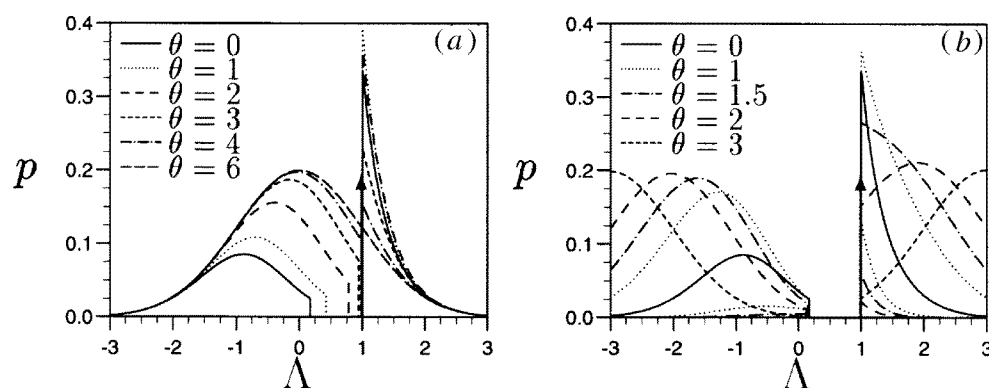 0.4
0.3
0.2
0.1
0.0
p
(a)
θ = 0
θ = 1
θ = 2
θ = 3
θ = 4
θ = 6
-3 -2 -1 0 1 2 3
Λ
0.4
0.3
0.2
0.1
0.0
p
(b)
θ = 0
θ = 1
θ = 1.5
θ = 2
θ = 3
-3 -2 -1 0 1 2 3
Λ